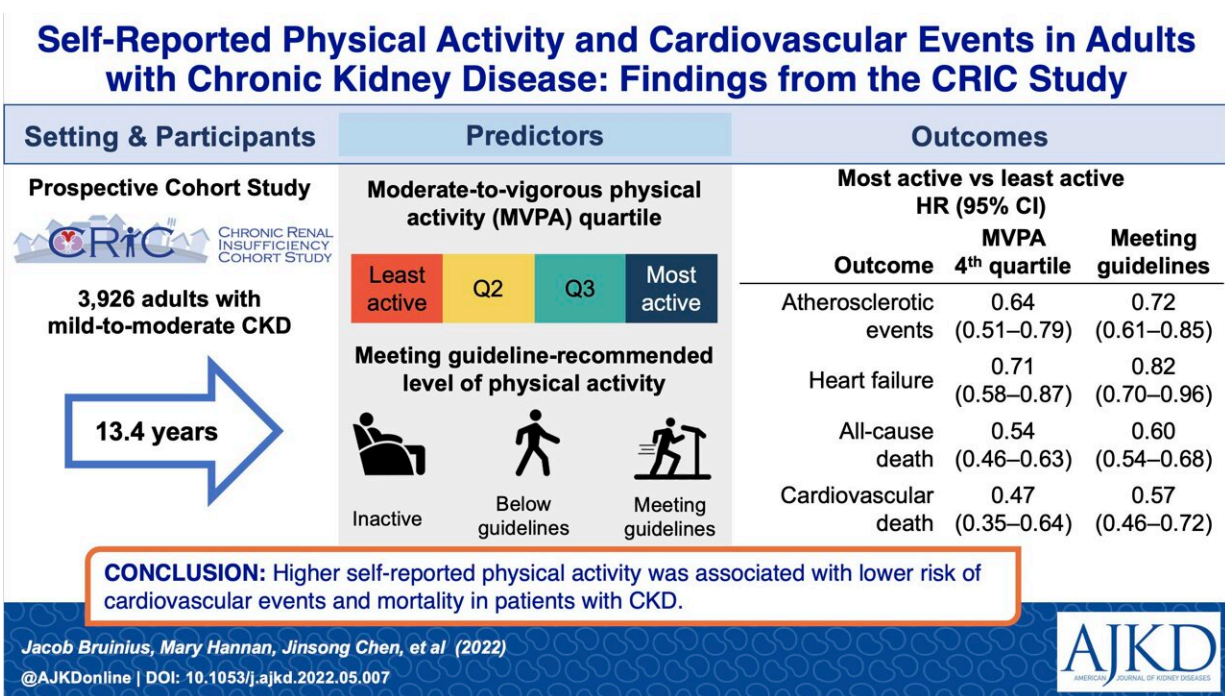 Self-Reported Physical Activity and Cardiovascular Events in Adults
with Chronic Kidney Disease: Findings from the CRIC Study
Setting & Participants
Prospective Cohort Study
CRIC
CHRONIC RENAL
INSUFFICIENCY
COHORT STUDY
3,926 adults with
mild-to-moderate CKD
13.4 years
Predictors
Moderate-to-vigorous physical
activity (MVPA) quartile
Least
active
Q2
Q3
Most
active
Meeting guideline-recommended
level of physical activity
Inactive
Below
guidelines
Meeting
guidelines
Outcomes
Most active vs least active
HR (95% CI)
MVPA Meeting
Outcome 4th quartile guidelines
Atherosclerotic 0.64 0.72
events (0.51–0.79) (0.61–0.85)
Heart failure 0.71 0.82
(0.58–0.87) (0.70–0.96)
All-cause 0.54 0.60
death (0.46–0.63) (0.54–0.68)
Cardiovascular 0.47 0.57
death (0.35–0.64) (0.46–0.72)
CONCLUSION: Higher self-reported physical activity was associated with lower risk of
cardiovascular events and mortality in patients with CKD.
Jacob Bruinius, Mary Hannan, Jinsong Chen, et al (2022)
@AJKDonline | DOI: 10.1053/j.ajkd.2022.05.007
AJKD
AMERICAN JOURNAL OF KIDNEY DISEASES